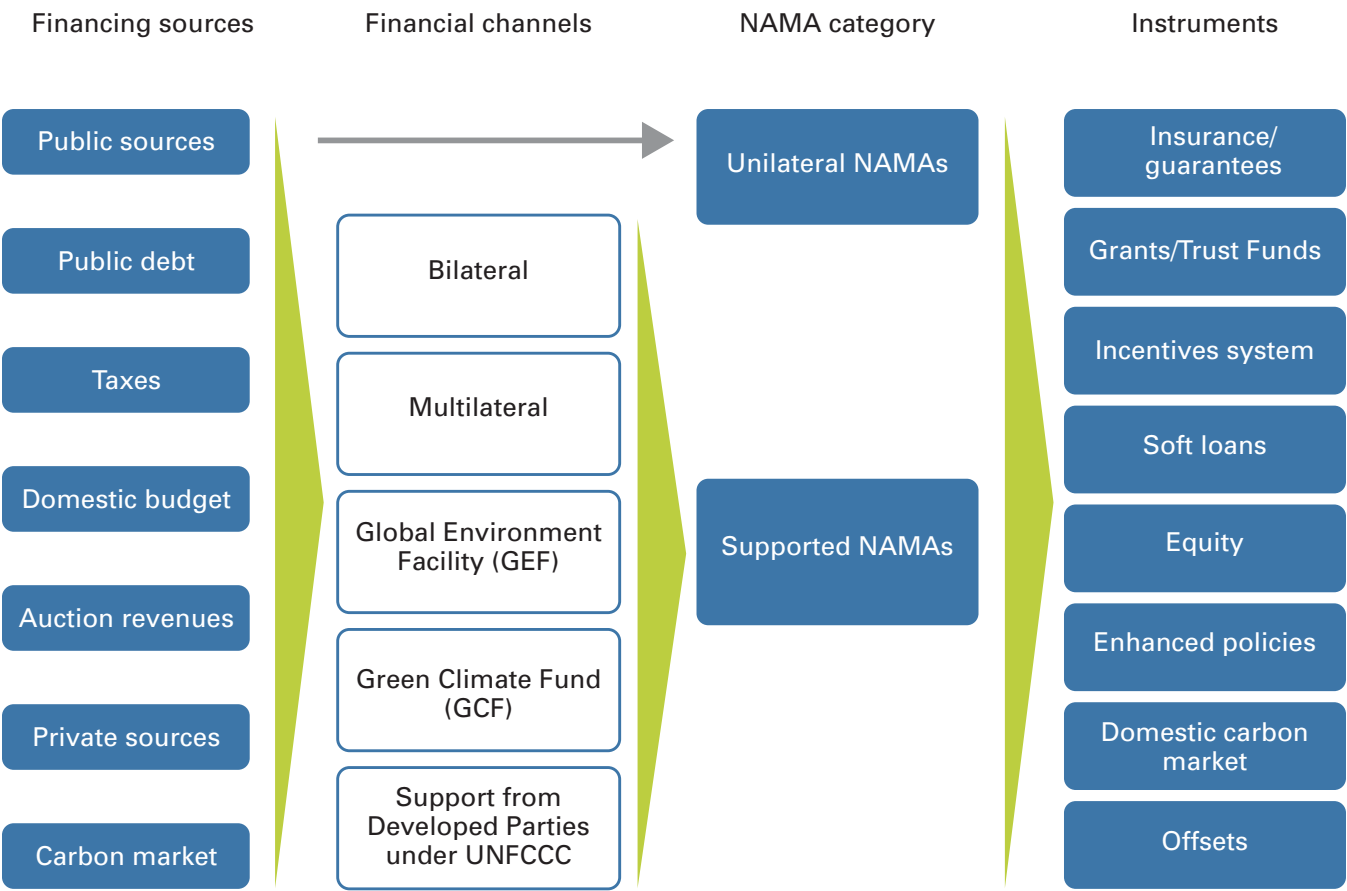 Financing sources
Financial channels
NAMA category
Instruments
Public sources
Public debt
Taxes
Domestic budget
Auction revenues
Private sources
Carbon market
Bilateral
Multilateral
Global Environment
Facility (GEF)
Green Climate Fund
(GCF)
Support from
Developed Parties
under UNFCCC
Unilateral NAMAs
Supported NAMAs
Insurance/
guarantees
Grants/Trust Funds
Incentives system
Soft loans
Equity
Enhanced policies
Domestic carbon
market
Offsets